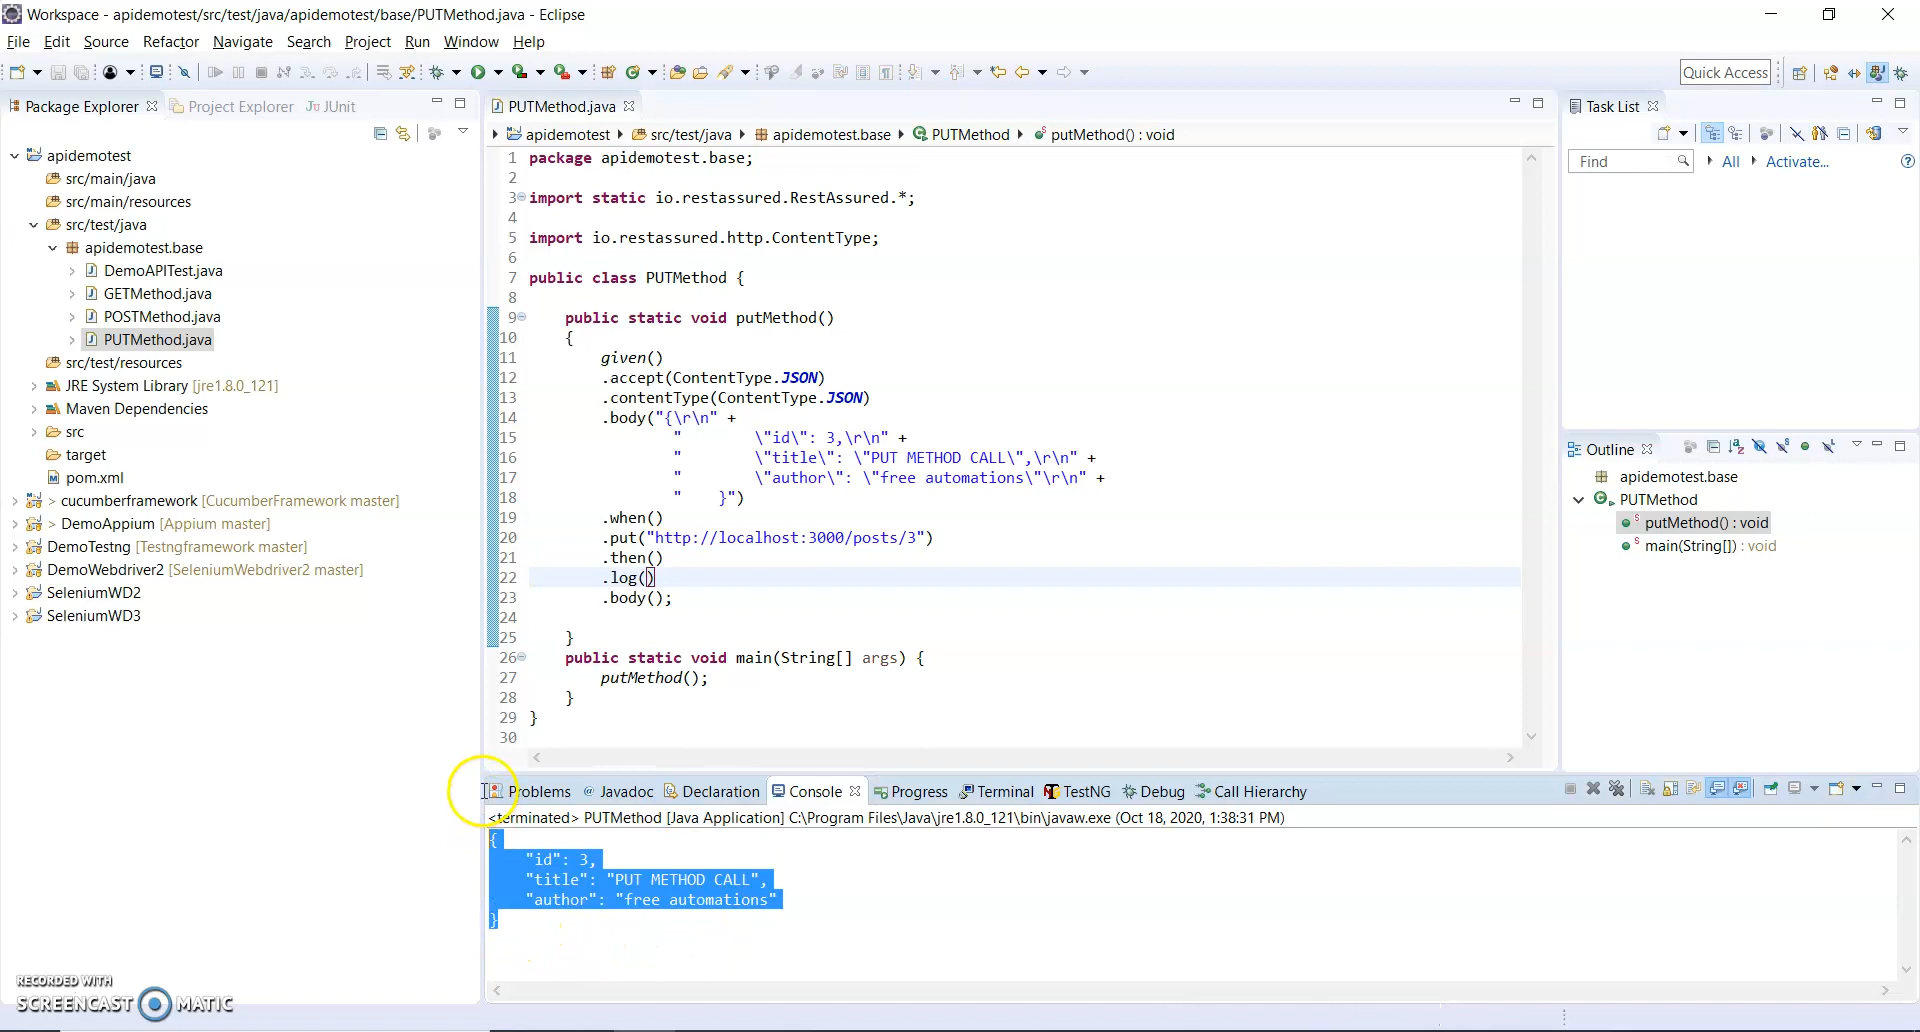 Workspace - apidemotest/src/test/java/apidemotest/base/PUTMethod.java - Eclipse
File Edit Source Refactor Navigate Search Project Run Window Help
Quick Access
Package Explorer Project Explorer JUnit
apidemotest
src/main/java
src/main/resources
src/test/java
apidemotest.base
DemoAPITest.java
GETMethod.java
POSTMethod.java
PUTMethod.java
src/test/resources
JRE System Library [jre1.8.0_121]
Maven Dependencies
src
target
pom.xml
> cucumberframework [CucumberFramework master]
> DemoAppium [Appium master]
DemoTestng [Testngframework master]
DemoWebdriver2 [SeleniumWebdriver2 master]
SeleniumWD2
SeleniumWD3
PUTMethod.java
apidemotest src/test/java apidemotest.base PUTMethod putMethod() : void
1 package apidemotest.base;
2
3 import static io.restassured.RestAssured.*;
4
5 import io.restassured.http.ContentType;
6
7 public class PUTMethod {
8
9 public static void putMethod()
10 {
11 given()
12 .accept(ContentType.JSON)
13 .contentType(ContentType.JSON)
14 .body("{\r\n" +
15 " \"id\": 3,\r\n" +
16 " \"title\": \"PUT METHOD CALL\",\r\n" +
17 " \"author\": \"free automations\"\r\n" +
18 " }")
19 .when()
20 .put("http://localhost:3000/posts/3")
21 .then()
22 .log()
23 .body();
24
25 }
26 public static void main(String[] args) {
27 putMethod();
28 }
29 }
30
Task List
Find All Activate...
Outline
apidemotest.base
PUTMethod
putMethod() : void
main(String[]) : void
Problems Javadoc Declaration Console Progress Terminal TestNG Debug Call Hierarchy
<terminated> PUTMethod [Java Application] C:\Program Files\Java\jre1.8.0_121\bin\javaw.exe (Oct 18, 2020, 1:38:31 PM)
{
"id": 3,
"title": "PUT METHOD CALL",
"author": "free automations"
}
RECORDED WITH
SCREENCAST MATIC